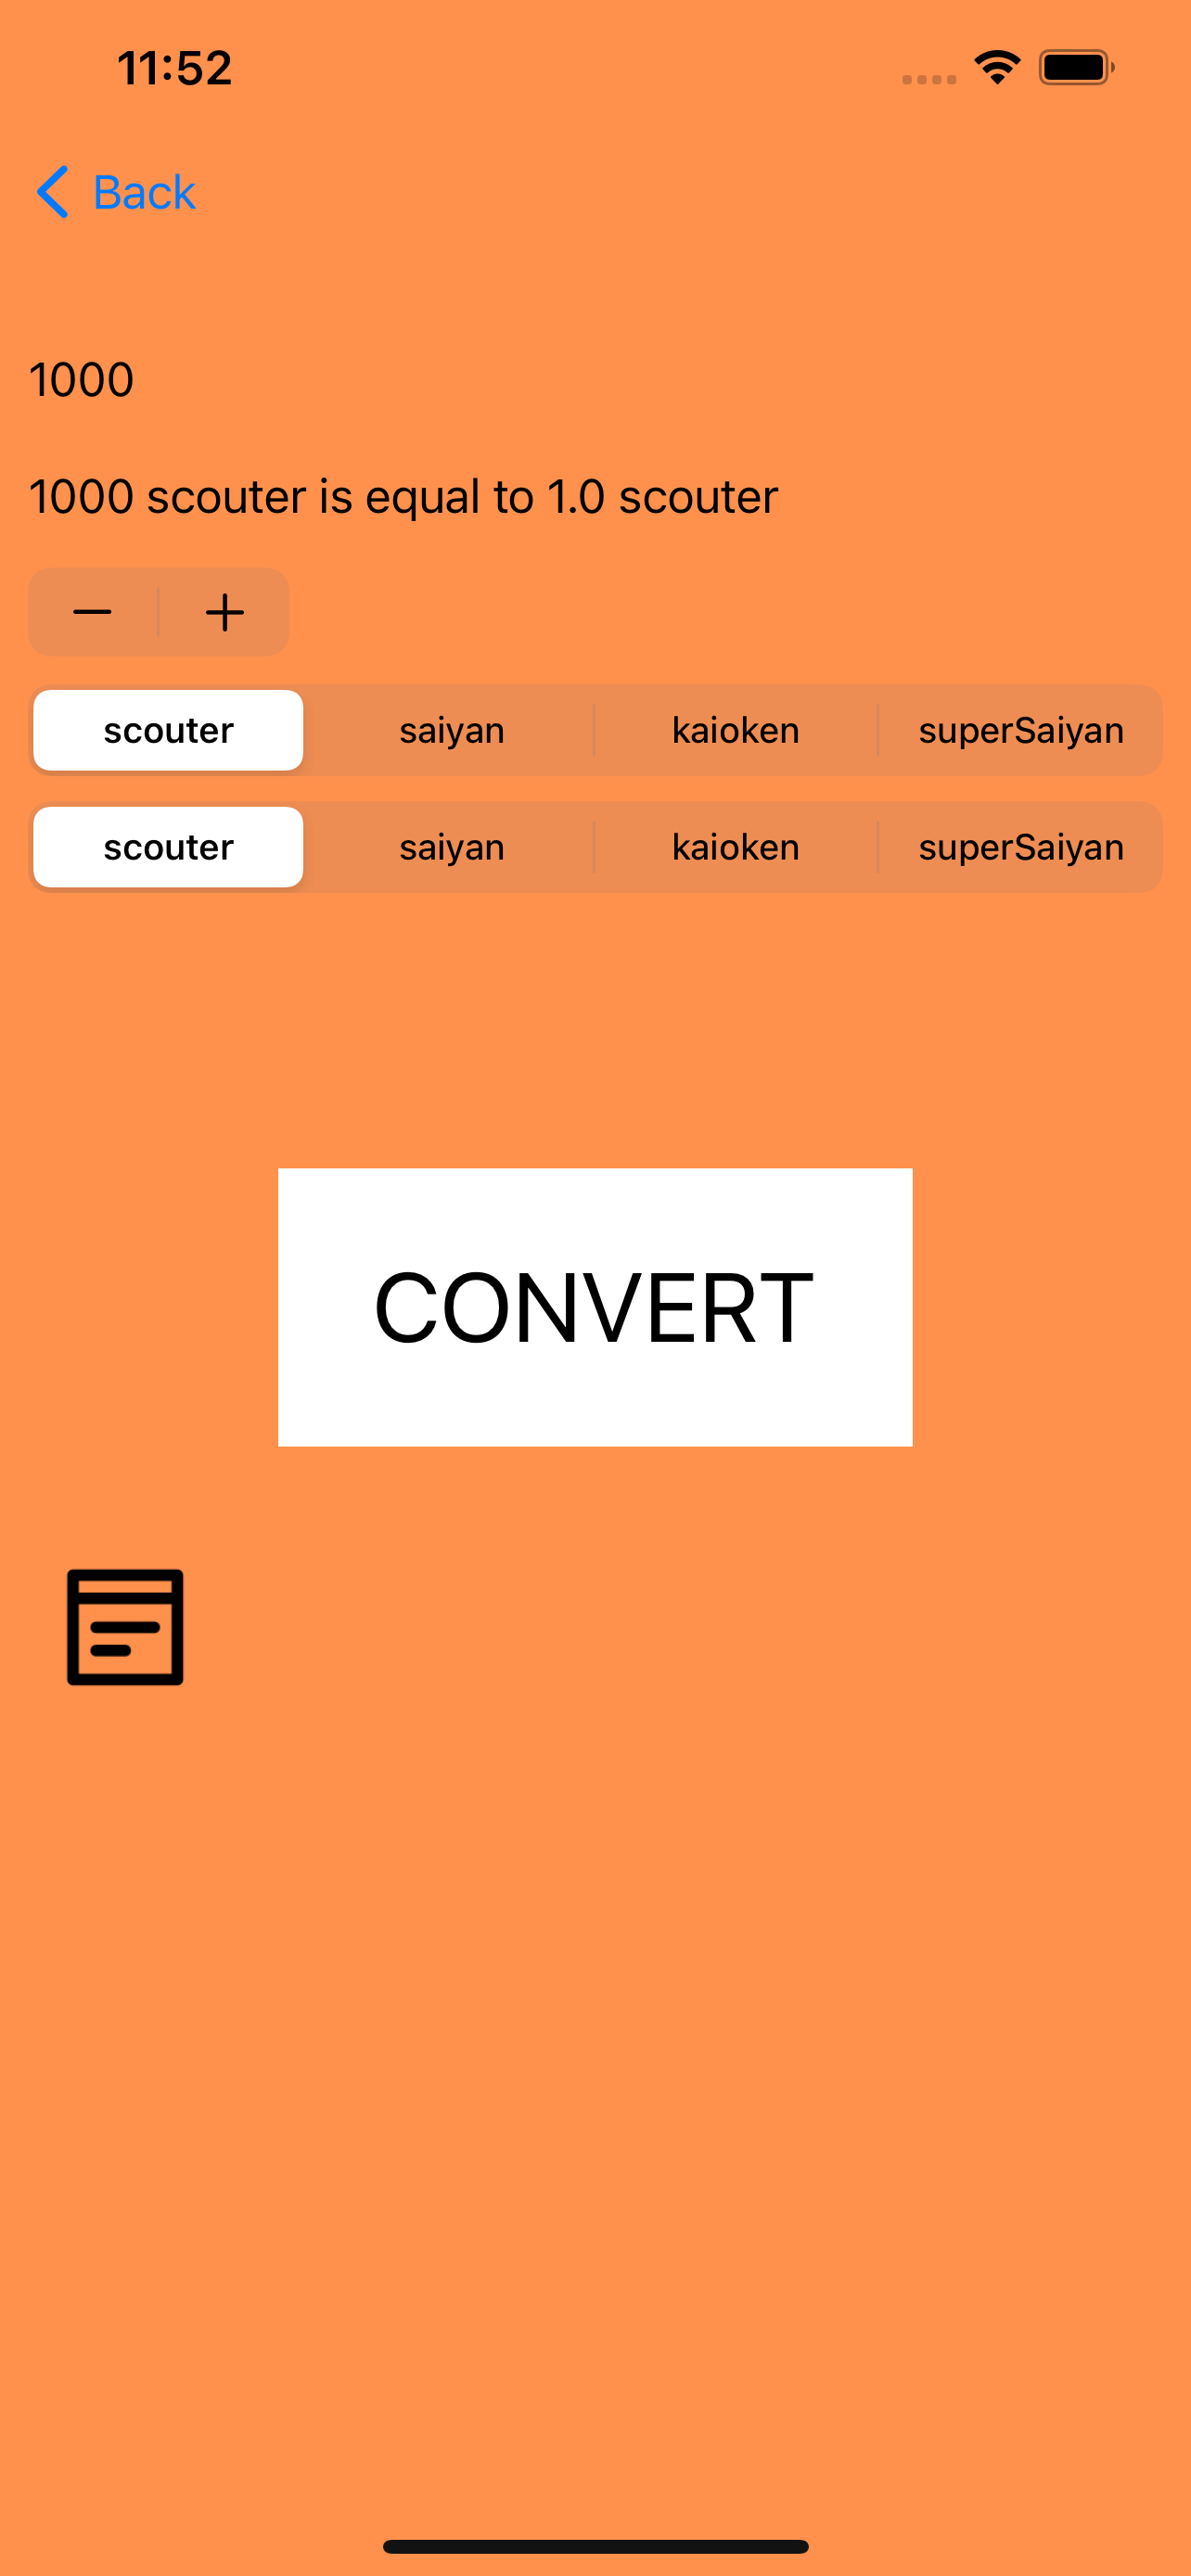 11:52
Back
1000
1000 scouter is equal to 1.0 scouter
scouter saiyan kaioken superSaiyan
scouter saiyan kaioken superSaiyan
CONVERT